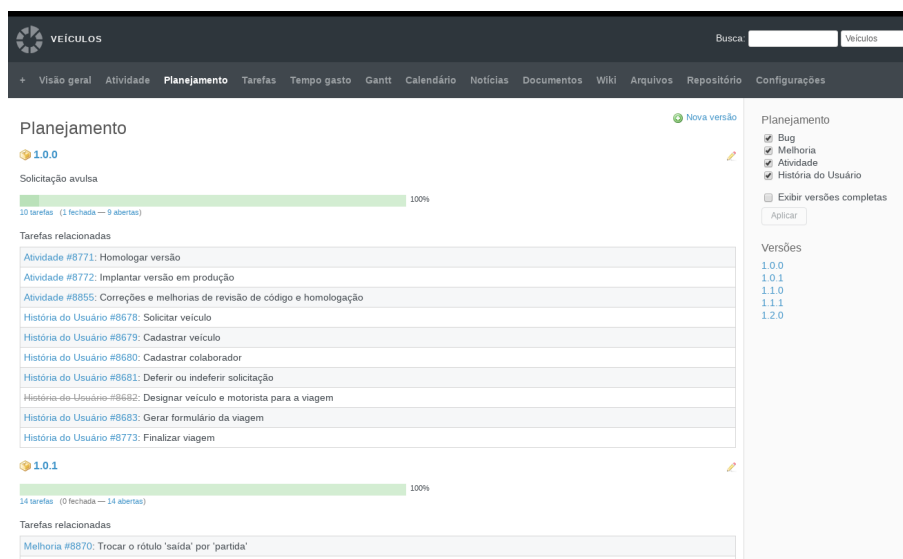 VEÍCULOS
Busca:
Veículos
+ Visão geral Atividade Planejamento Tarefas Tempo gasto Gantt Calendário Notícias Documentos Wiki Arquivos Repositório Configurações
Planejamento
Nova versão
1.0.0
Solicitação avulsa
100%
10 tarefas (1 fechada — 9 abertas)
Tarefas relacionadas
Atividade #8771: Homologar versão
Atividade #8772: Implantar versão em produção
Atividade #8855: Correções e melhorias de revisão de código e homologação
História do Usuário #8678: Solicitar veículo
História do Usuário #8679: Cadastrar veículo
História do Usuário #8680: Cadastrar colaborador
História do Usuário #8681: Deferir ou indeferir solicitação
História do Usuário #8682: Designar veículo e motorista para a viagem
História do Usuário #8683: Gerar formulário da viagem
História do Usuário #8773: Finalizar viagem
1.0.1
100%
14 tarefas (0 fechada — 14 abertas)
Tarefas relacionadas
Melhoria #8870: Trocar o rótulo 'saída' por 'partida'
Planejamento
Bug
Melhoria
Atividade
História do Usuário
Exibir versões completas
Aplicar
Versões
1.0.0
1.0.1
1.1.0
1.1.1
1.2.0